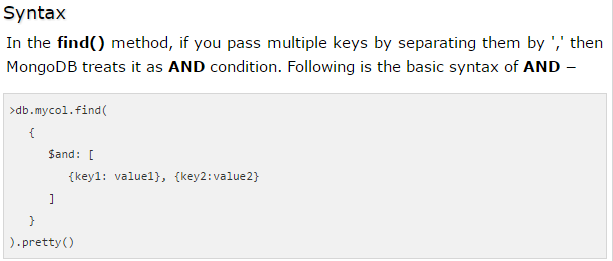 Syntax
In the find() method, if you pass multiple keys by separating them by ',' then
MongoDB treats it as AND condition. Following is the basic syntax of AND −
>db.mycol.find(
{
$and: [
{key1: value1}, {key2:value2}
]
}
).pretty()